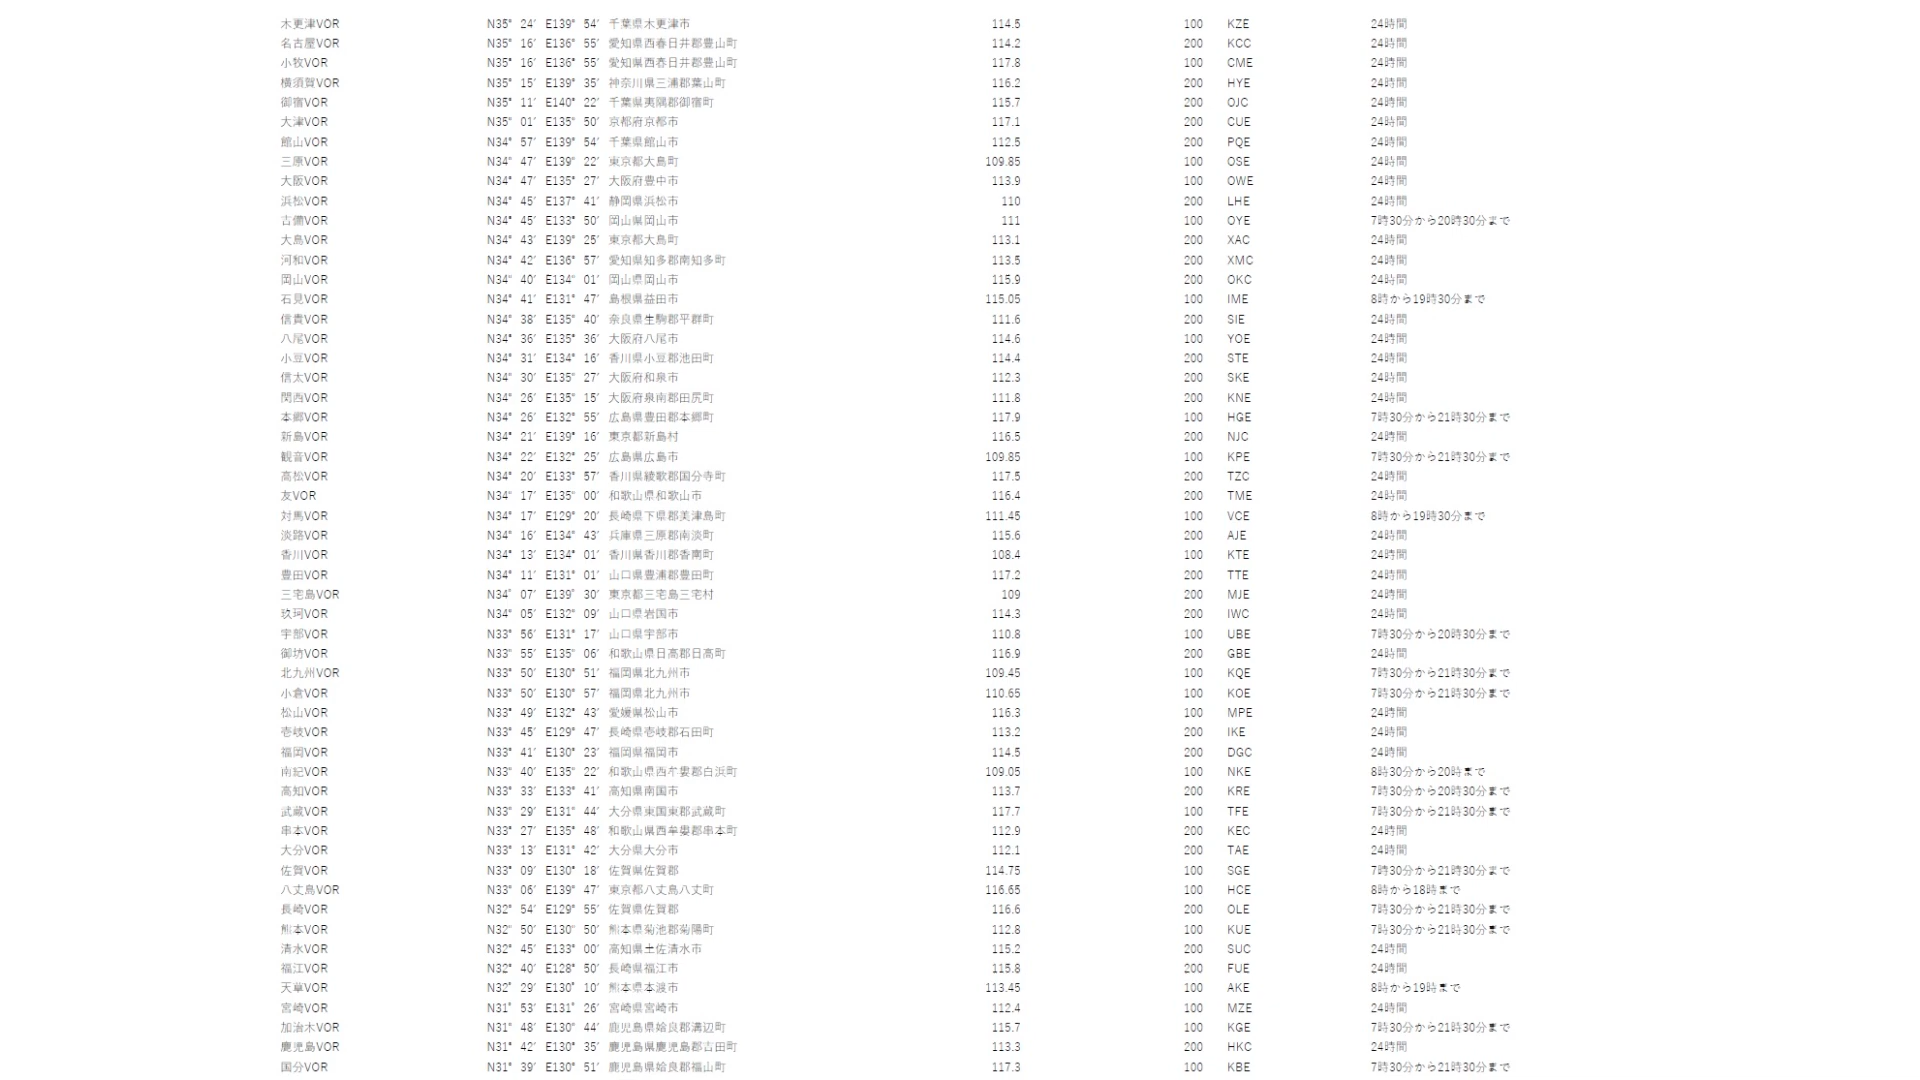 木更津VOR N35° 24′ E139° 54′ 千葉県木更津市 114.5 100 KZE 24時間
名古屋VOR N35° 16′ E136° 55′ 愛知県西春日井郡豊山町 114.2 200 KCC 24時間
小牧VOR N35° 16′ E136° 55′ 愛知県西春日井郡豊山町 117.8 100 CME 24時間
横須賀VOR N35° 15′ E139° 35′ 神奈川県三浦郡葉山町 116.2 200 HYE 24時間
御宿VOR N35° 11′ E140° 22′ 千葉県夷隅郡御宿町 115.7 200 OJC 24時間
大津VOR N35° 01′ E135° 50′ 京都府京都市 117.1 200 CUE 24時間
館山VOR N34° 57′ E139° 54′ 千葉県館山市 112.5 200 PQE 24時間
三原VOR N34° 47′ E139° 22′ 東京都大島町 109.85 100 OSE 24時間
大阪VOR N34° 47′ E135° 27′ 大阪府豊中市 113.9 100 OWE 24時間
浜松VOR N34° 45′ E137° 41′ 静岡県浜松市 110 200 LHE 24時間
吉備VOR N34° 45′ E133° 50′ 岡山県岡山市 111 100 OYE 7時30分から20時30分まで
大島VOR N34° 43′ E139° 25′ 東京都大島町 113.1 200 XAC 24時間
河和VOR N34° 42′ E136° 57′ 愛知県知多郡南知多町 113.5 200 XMC 24時間
岡山VOR N34° 40′ E134° 01′ 岡山県岡山市 115.9 200 OKC 24時間
石見VOR N34° 41′ E131° 47′ 島根県益田市 115.05 100 IME 8時から19時30分まで
信貴VOR N34° 38′ E135° 40′ 奈良県生駒郡平群町 111.6 200 SIE 24時間
八尾VOR N34° 36′ E135° 36′ 大阪府八尾市 114.6 100 YOE 24時間
小豆VOR N34° 31′ E134° 16′ 香川県小豆郡池田町 114.4 200 STE 24時間
信太VOR N34° 30′ E135° 27′ 大阪府和泉市 112.3 200 SKE 24時間
関西VOR N34° 26′ E135° 15′ 大阪府泉南郡田尻町 111.8 200 KNE 24時間
本郷VOR N34° 26′ E132° 55′ 広島県豊田郡本郷町 117.9 100 HGE 7時30分から21時30分まで
新島VOR N34° 21′ E139° 16′ 東京都新島村 116.5 200 NJC 24時間
観音VOR N34° 22′ E132° 25′ 広島県広島市 109.85 100 KPE 7時30分から21時30分まで
高松VOR N34° 20′ E133° 57′ 香川県綾歌郡国分寺町 117.5 200 TZC 24時間
友VOR N34° 17′ E135° 00′ 和歌山県和歌山市 116.4 200 TME 24時間
対馬VOR N34° 17′ E129° 20′ 長崎県下県郡美津島町 111.45 100 VCE 8時から19時30分まで
淡路VOR N34° 16′ E134° 43′ 兵庫県三原郡南淡町 115.6 200 AJE 24時間
香川VOR N34° 13′ E134° 01′ 香川県香川郡香南町 108.4 100 KTE 24時間
豊田VOR N34° 11′ E131° 01′ 山口県豊浦郡豊田町 117.2 200 TTE 24時間
三宅島VOR N34° 07′ E139° 30′ 東京都三宅島三宅村 109 200 MJE 24時間
玖珂VOR N34° 05′ E132° 09′ 山口県岩国市 114.3 200 IWC 24時間
宇部VOR N33° 56′ E131° 17′ 山口県宇部市 110.8 100 UBE 7時30分から20時30分まで
御坊VOR N33° 55′ E135° 06′ 和歌山県日高郡日高町 116.9 200 GBE 24時間
北九州VOR N33° 50′ E130° 51′ 福岡県北九州市 109.45 100 KQE 7時30分から21時30分まで
小倉VOR N33° 50′ E130° 57′ 福岡県北九州市 110.65 100 KOE 7時30分から21時30分まで
松山VOR N33° 49′ E132° 43′ 愛媛県松山市 116.3 100 MPE 24時間
壱岐VOR N33° 45′ E129° 47′ 長崎県壱岐郡石田町 113.2 200 IKE 24時間
福岡VOR N33° 41′ E130° 23′ 福岡県福岡市 114.5 200 DGC 24時間
南紀VOR N33° 40′ E135° 22′ 和歌山県西牟婁郡白浜町 109.05 100 NKE 8時30分から20時まで
高知VOR N33° 33′ E133° 41′ 高知県南国市 113.7 200 KRE 7時30分から20時30分まで
武蔵VOR N33° 29′ E131° 44′ 大分県東国東郡武蔵町 117.7 100 TFE 7時30分から21時30分まで
串本VOR N33° 27′ E135° 48′ 和歌山県西牟婁郡串本町 112.9 200 KEC 24時間
大分VOR N33° 13′ E131° 42′ 大分県大分市 112.1 200 TAE 24時間
佐賀VOR N33° 09′ E130° 18′ 佐賀県佐賀郡 114.75 100 SGE 7時30分から21時30分まで
八丈島VOR N33° 06′ E139° 47′ 東京都八丈島八丈町 116.65 100 HCE 8時から18時まで
長崎VOR N32° 54′ E129° 55′ 佐賀県佐賀郡 116.6 200 OLE 7時30分から21時30分まで
熊本VOR N32° 50′ E130° 50′ 熊本県菊池郡菊陽町 112.8 100 KUE 7時30分から21時30分まで
清水VOR N32° 45′ E133° 00′ 高知県土佐清水市 115.2 200 SUC 24時間
福江VOR N32° 40′ E128° 50′ 長崎県福江市 115.8 200 FUE 24時間
天草VOR N32° 29′ E130° 10′ 熊本県本渡市 113.45 100 AKE 8時から19時まで
宮崎VOR N31° 53′ E131° 26′ 宮崎県宮崎市 112.4 100 MZE 24時間
加治木VOR N31° 48′ E130° 44′ 鹿児島県姶良郡溝辺町 115.7 100 KGE 7時30分から21時30分まで
鹿児島VOR N31° 42′ E130° 35′ 鹿児島県鹿児島郡吉田町 113.3 200 HKC 24時間
国分VOR N31° 39′ E130° 51′ 鹿児島県姶良郡福山町 117.3 100 KBE 7時30分から21時30分まで